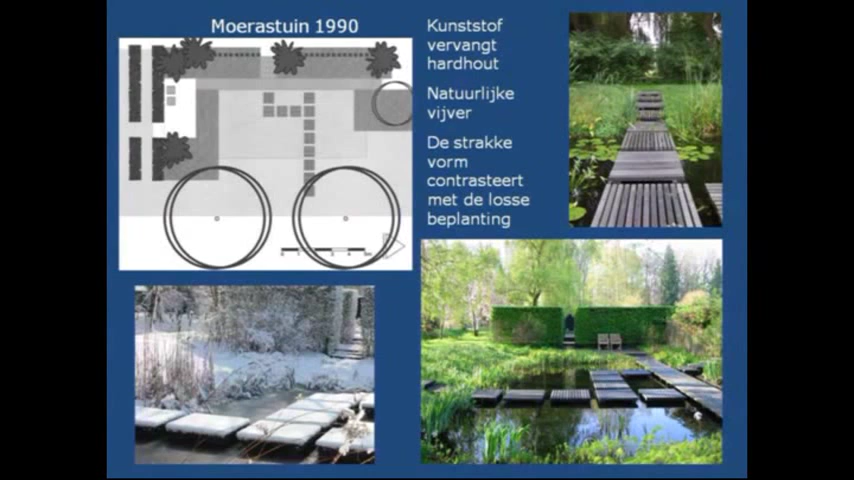 Moerastuin 1990
Kunststof
vervangt
hardhout
Natuurlijke
vijver
De strakke
vorm
contrasteert
met de losse
beplanting